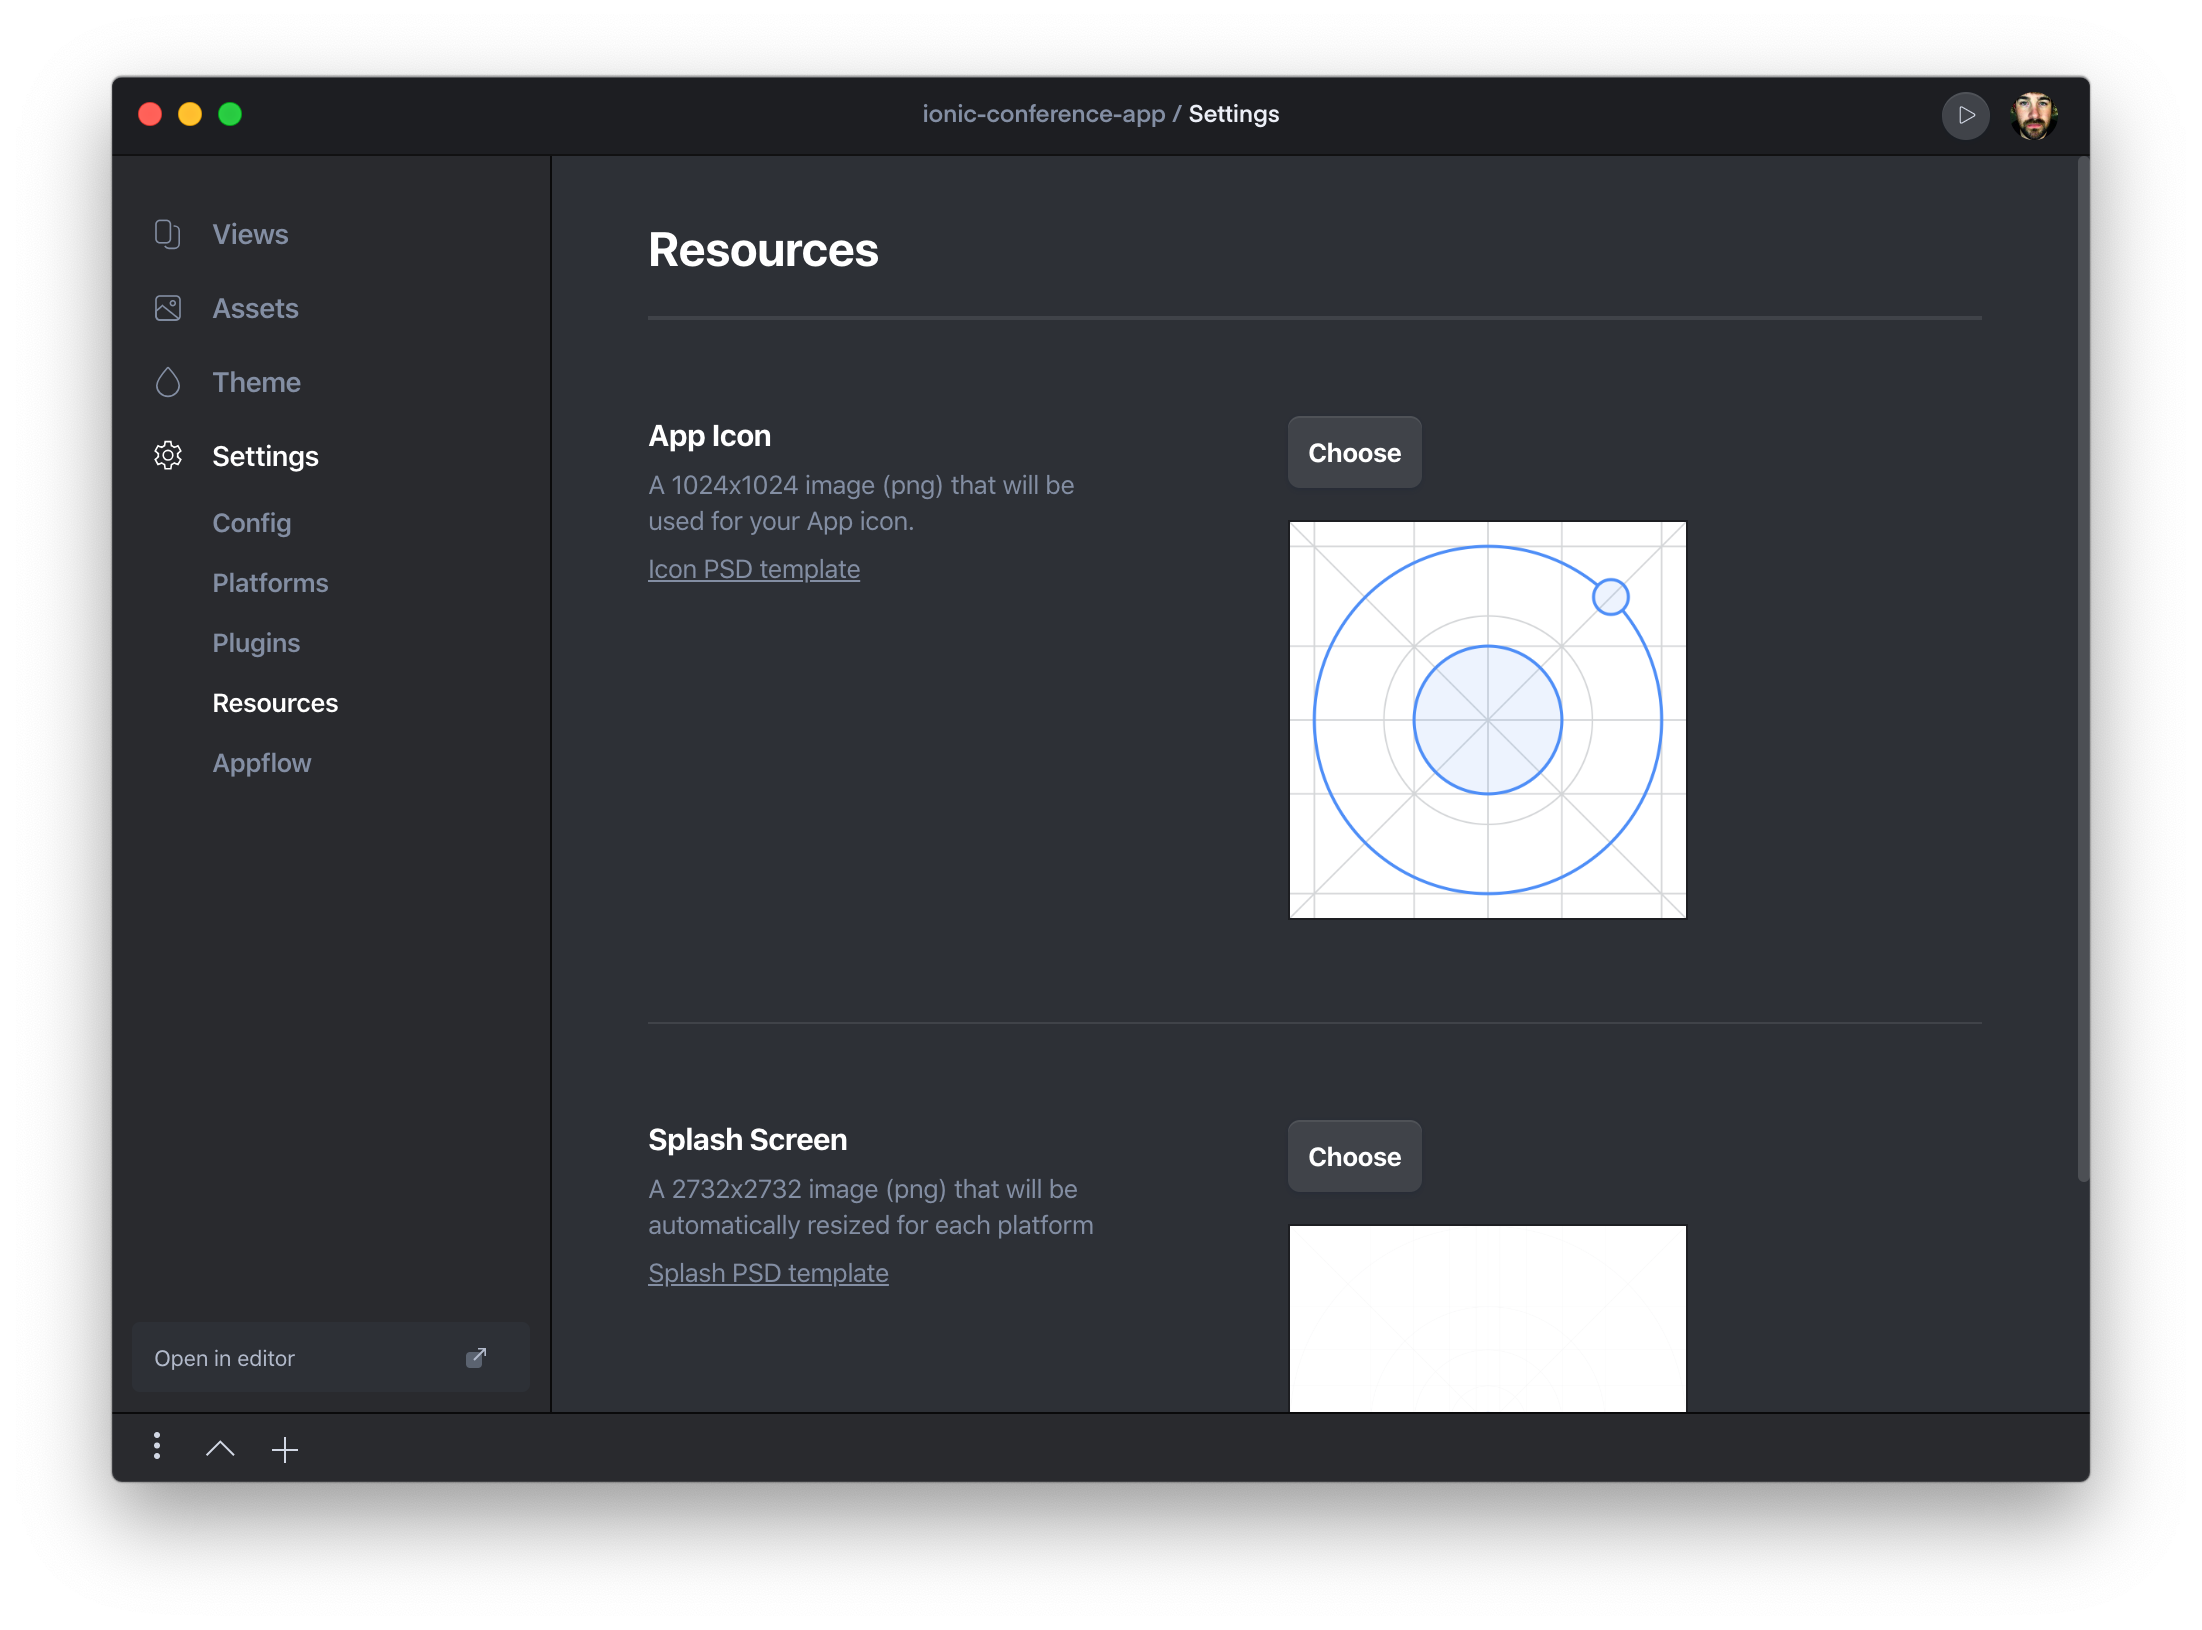 ionic-conference-app / Settings
Views
Assets
Theme
Settings
Config
Platforms
Plugins
Resources
Appflow
Open in editor
Resources
App Icon
A 1024x1024 image (png) that will be
used for your App icon.
Icon PSD template
Choose
Splash Screen
A 2732x2732 image (png) that will be
automatically resized for each platform
Splash PSD template
Choose